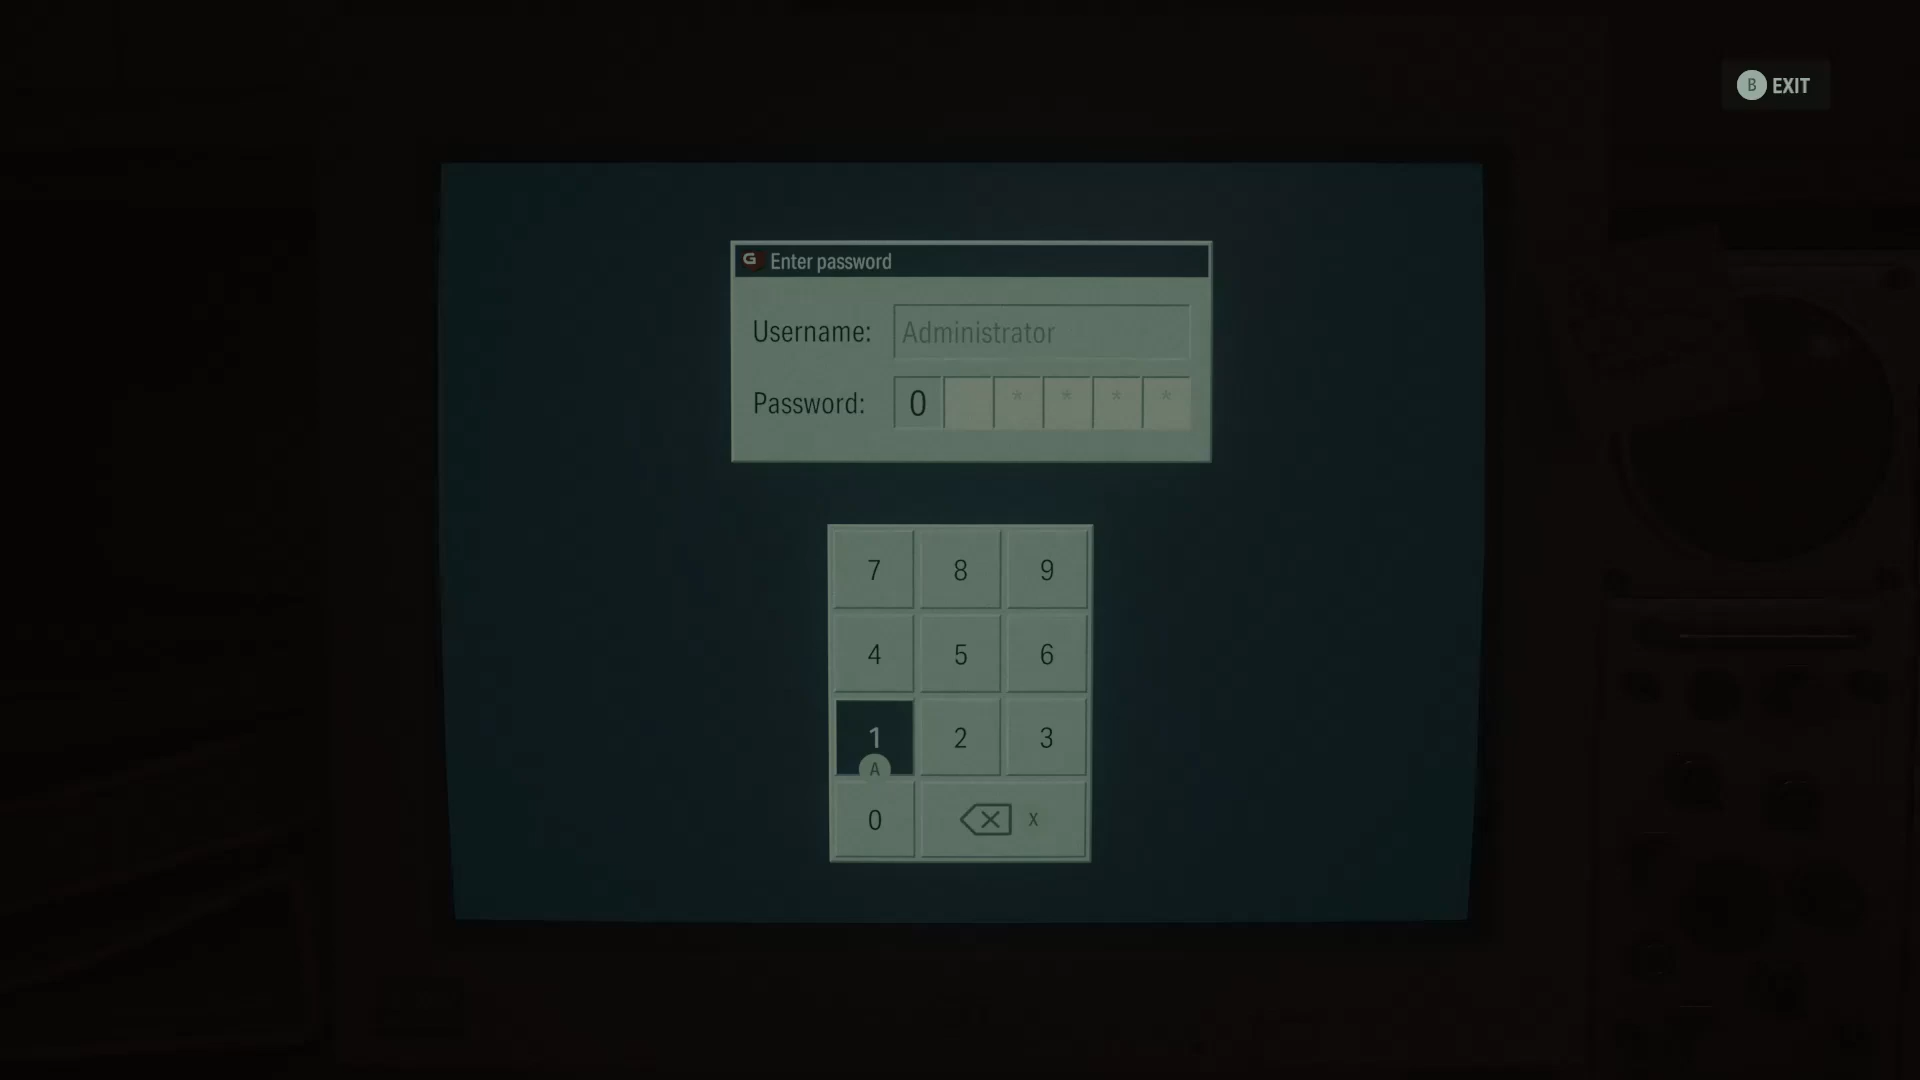 B EXIT
G Enter password
Username: Administrator
Password: 0 * * * *
7 8 9
4 5 6
1 2 3
A
0 X